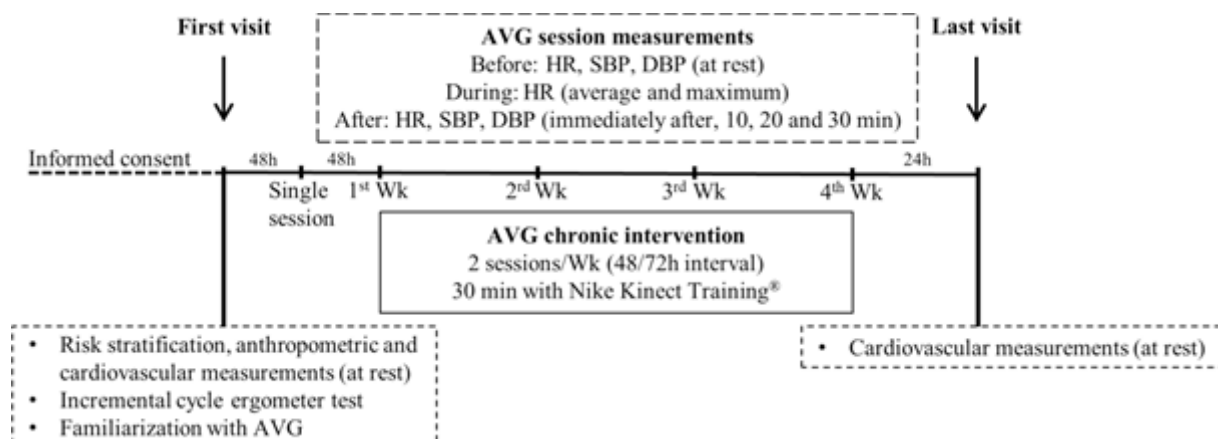 First visit
AVG session measurements
Before: HR, SBP, DBP (at rest)
During: HR (average and maximum)
After: HR, SBP, DBP (immediately after, 10, 20 and 30 min)
Last visit
Informed consent
48h
48h
24h
Single
session
1st Wk
2rd Wk
3rd Wk
4th Wk
AVG chronic intervention
2 sessions/Wk (48/72h interval)
30 min with Nike Kinect Training®
• Risk stratification, anthropometric and
cardiovascular measurements (at rest)
• Incremental cycle ergometer test
• Familiarization with AVG
• Cardiovascular measurements (at rest)